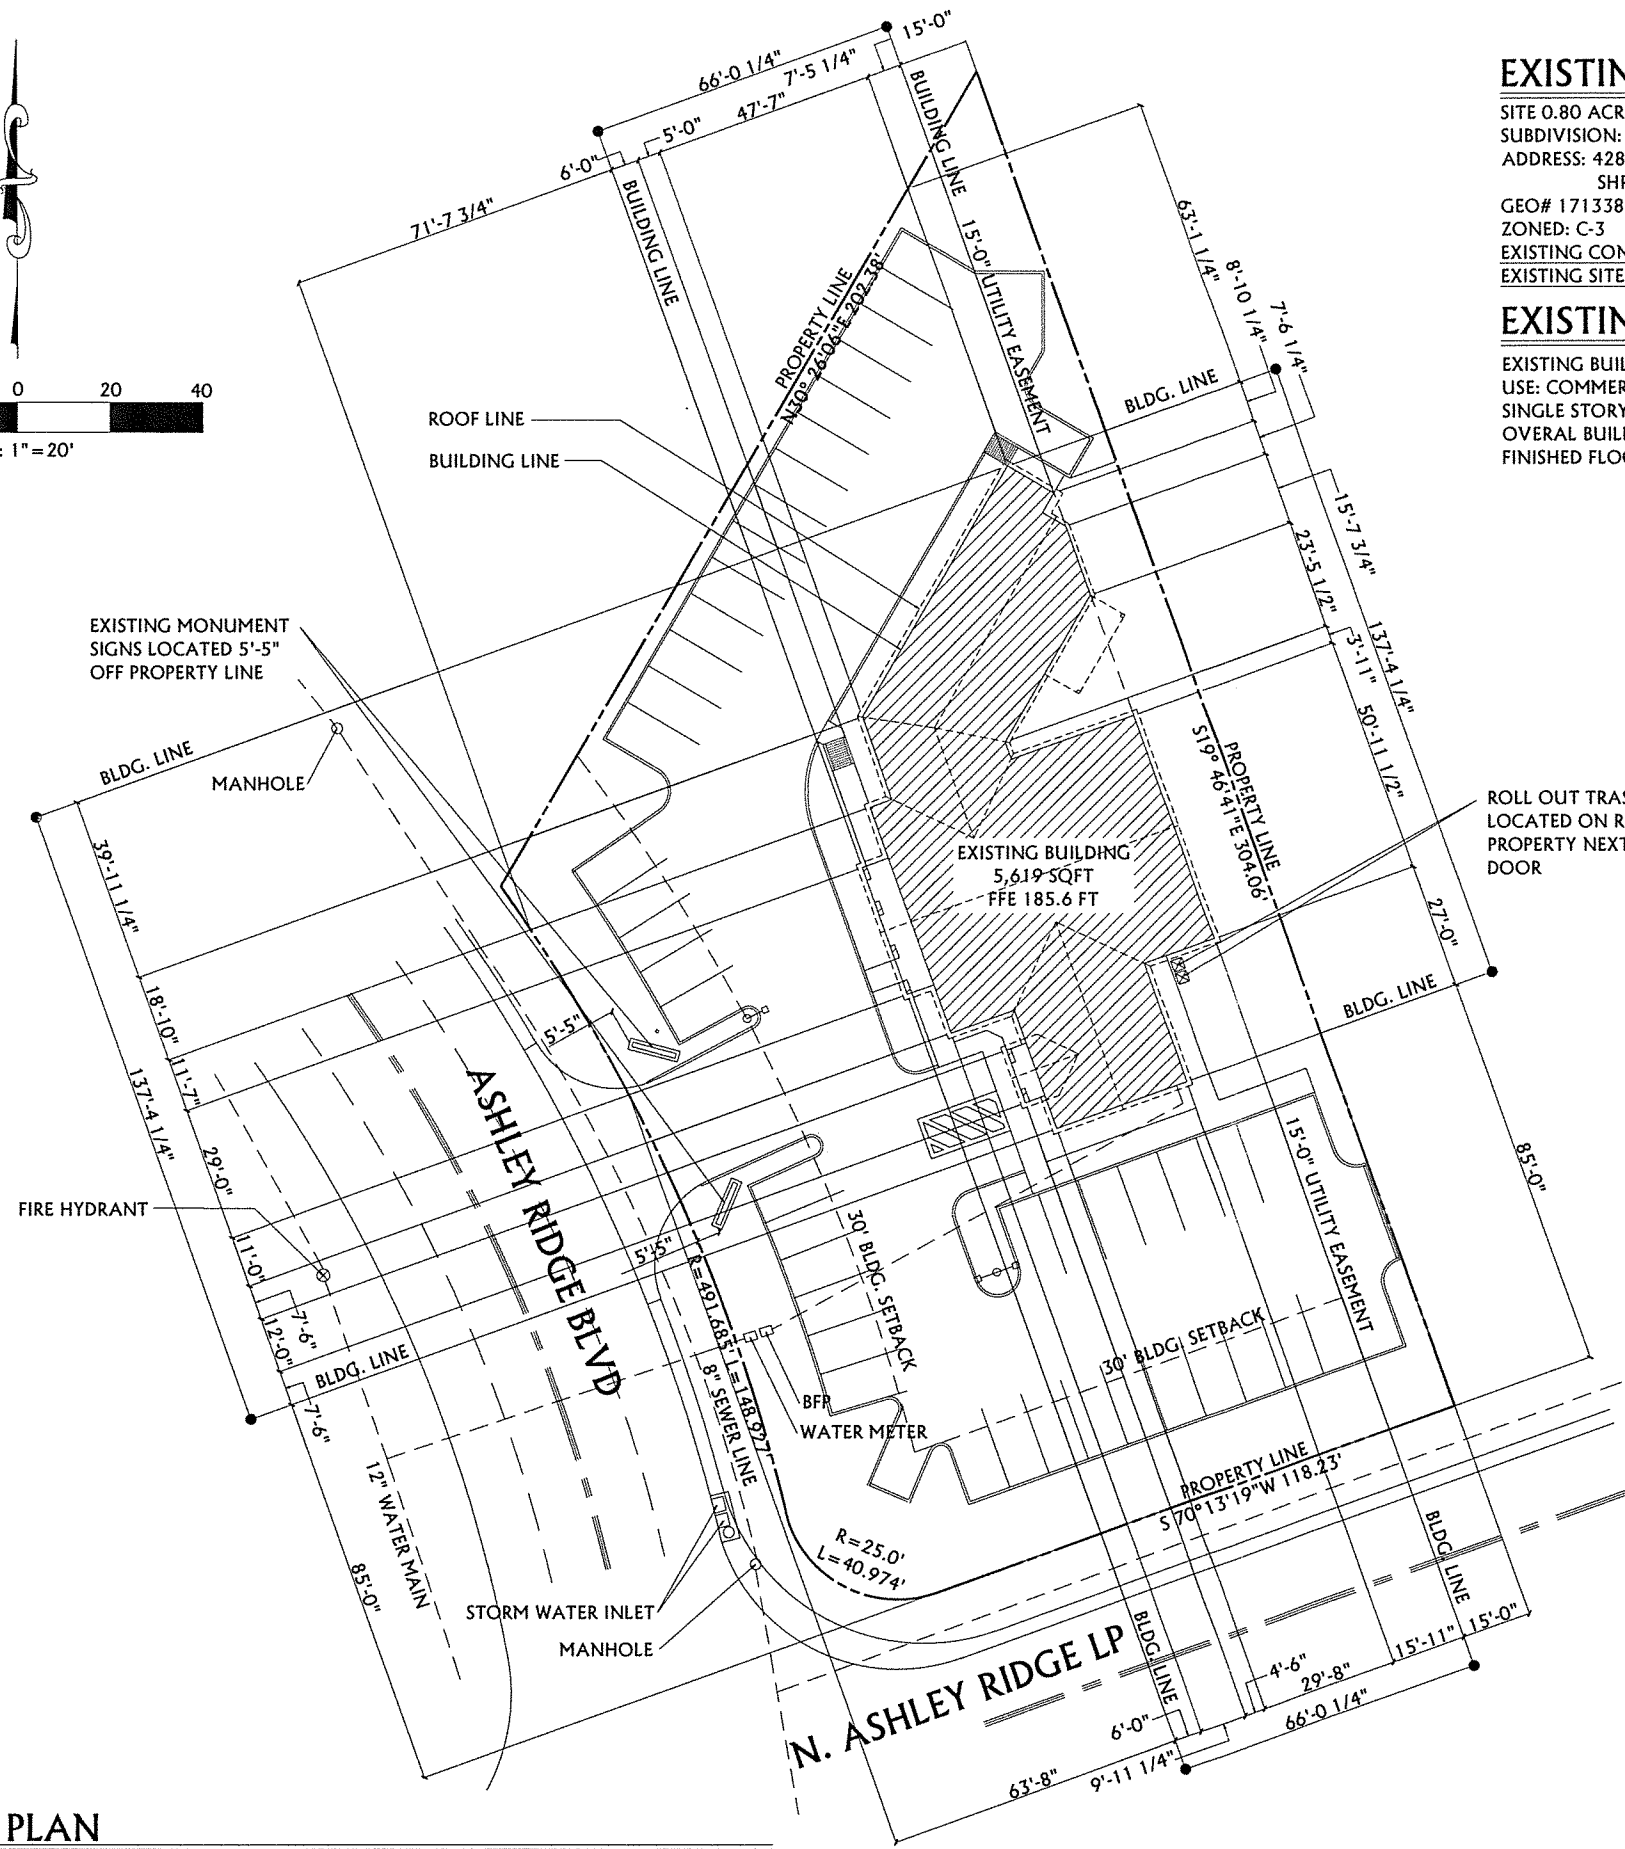 15'-0"
66'-0 1/4"
7'-5 1/4"
47'-7"
5'-0"
6'-0"
71'-7 3/4"
BUILDING LINE
BUILDING LINE
15'-0" UTILITY EASEMENT
PROPERTY LINE
N30° 26'06"E 202.38'
63'-1 1/4"
8'-10 1/4"
7'-6 1/4"
BLDG. LINE
EXISTIN
SITE 0.80 ACR
SUBDIVISION:
ADDRESS: 428
SHR
GEO# 171338
ZONED: C-3
EXISTING CON
EXISTING SITE
EXISTIN
EXISTING BUIL
USE: COMMER
SINGLE STORY
OVERAL BUIL
FINISHED FLO
0 20 40
: 1"=20'
ROOF LINE
BUILDING LINE
15'-7 3/4"
23'-5 1/2"
137'-4 1/4"
3'-11"
50'-11 1/2"
EXISTING MONUMENT
SIGNS LOCATED 5'-5"
OFF PROPERTY LINE
BLDG. LINE
MANHOLE
PROPERTY LINE
S19° 46'41"E 304.06'
ROLL OUT TRAS
LOCATED ON R
PROPERTY NEXT
DOOR
EXISTING BUILDING
5,619 SQFT
FFE 185.6 FT
39'-11 1/4"
27'-0"
BLDG. LINE
18'-10"
11'-7"
137'-4 1/4"
29'-0"
5'-5"
ASHLEY RIDGE BLVD
FIRE HYDRANT
11'-0"
7'-6"
12'-0"
BLDG. LINE
7'-6"
5'-5"
R=491.685' L=148.927'
8" SEWER LINE
30' BLDG. SETBACK
30' BLDG. SETBACK
15'-0" UTILITY EASEMENT
85'-0"
BFP
WATER METER
12" WATER MAIN
85'-0"
PROPERTY LINE
S 70°13'19"W 118.23'
R=25.0'
L=40.974'
STORM WATER INLET
MANHOLE
N. ASHLEY RIDGE LP
BLDG. LINE
BLDG. LINE
15'-0"
15'-11"
4'-6"
29'-8"
66'-0 1/4"
6'-0"
9'-11 1/4"
63'-8"
PLAN